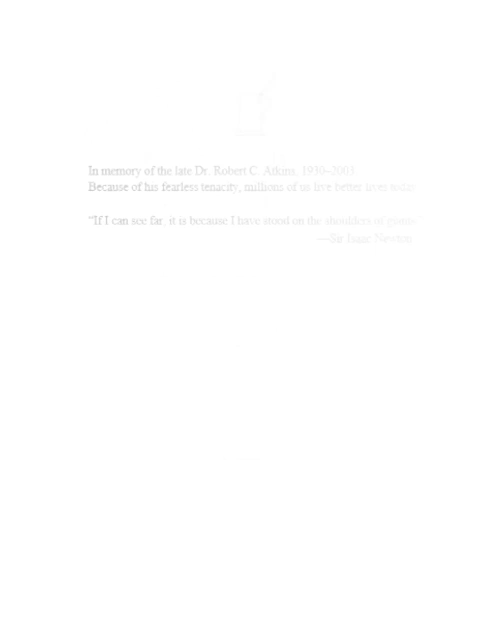 In memory of the late Dr. Robert C. Atkins, 1930–2003.
Because of his fearless tenacity, millions of us live better lives today.
“If I can see far, it is because I have stood on the shoulders of giants.”
—Sir Isaac Newton